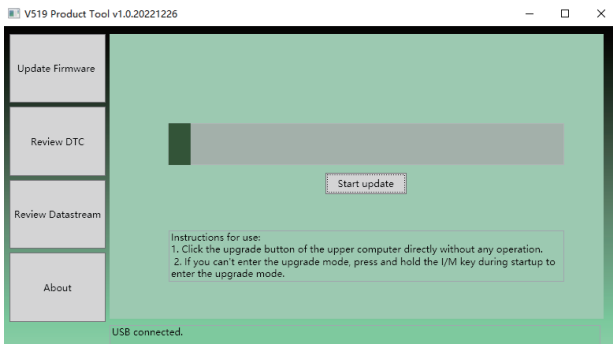 V519 Product Tool v1.0.20221226
Update Firmware
Review DTC
Review Datastream
About
Start update
Instructions for use:
1. Click the upgrade button of the upper computer directly without any operation.
2. If you can't enter the upgrade mode, press and hold the I/M key during startup to
enter the upgrade mode.
USB connected.